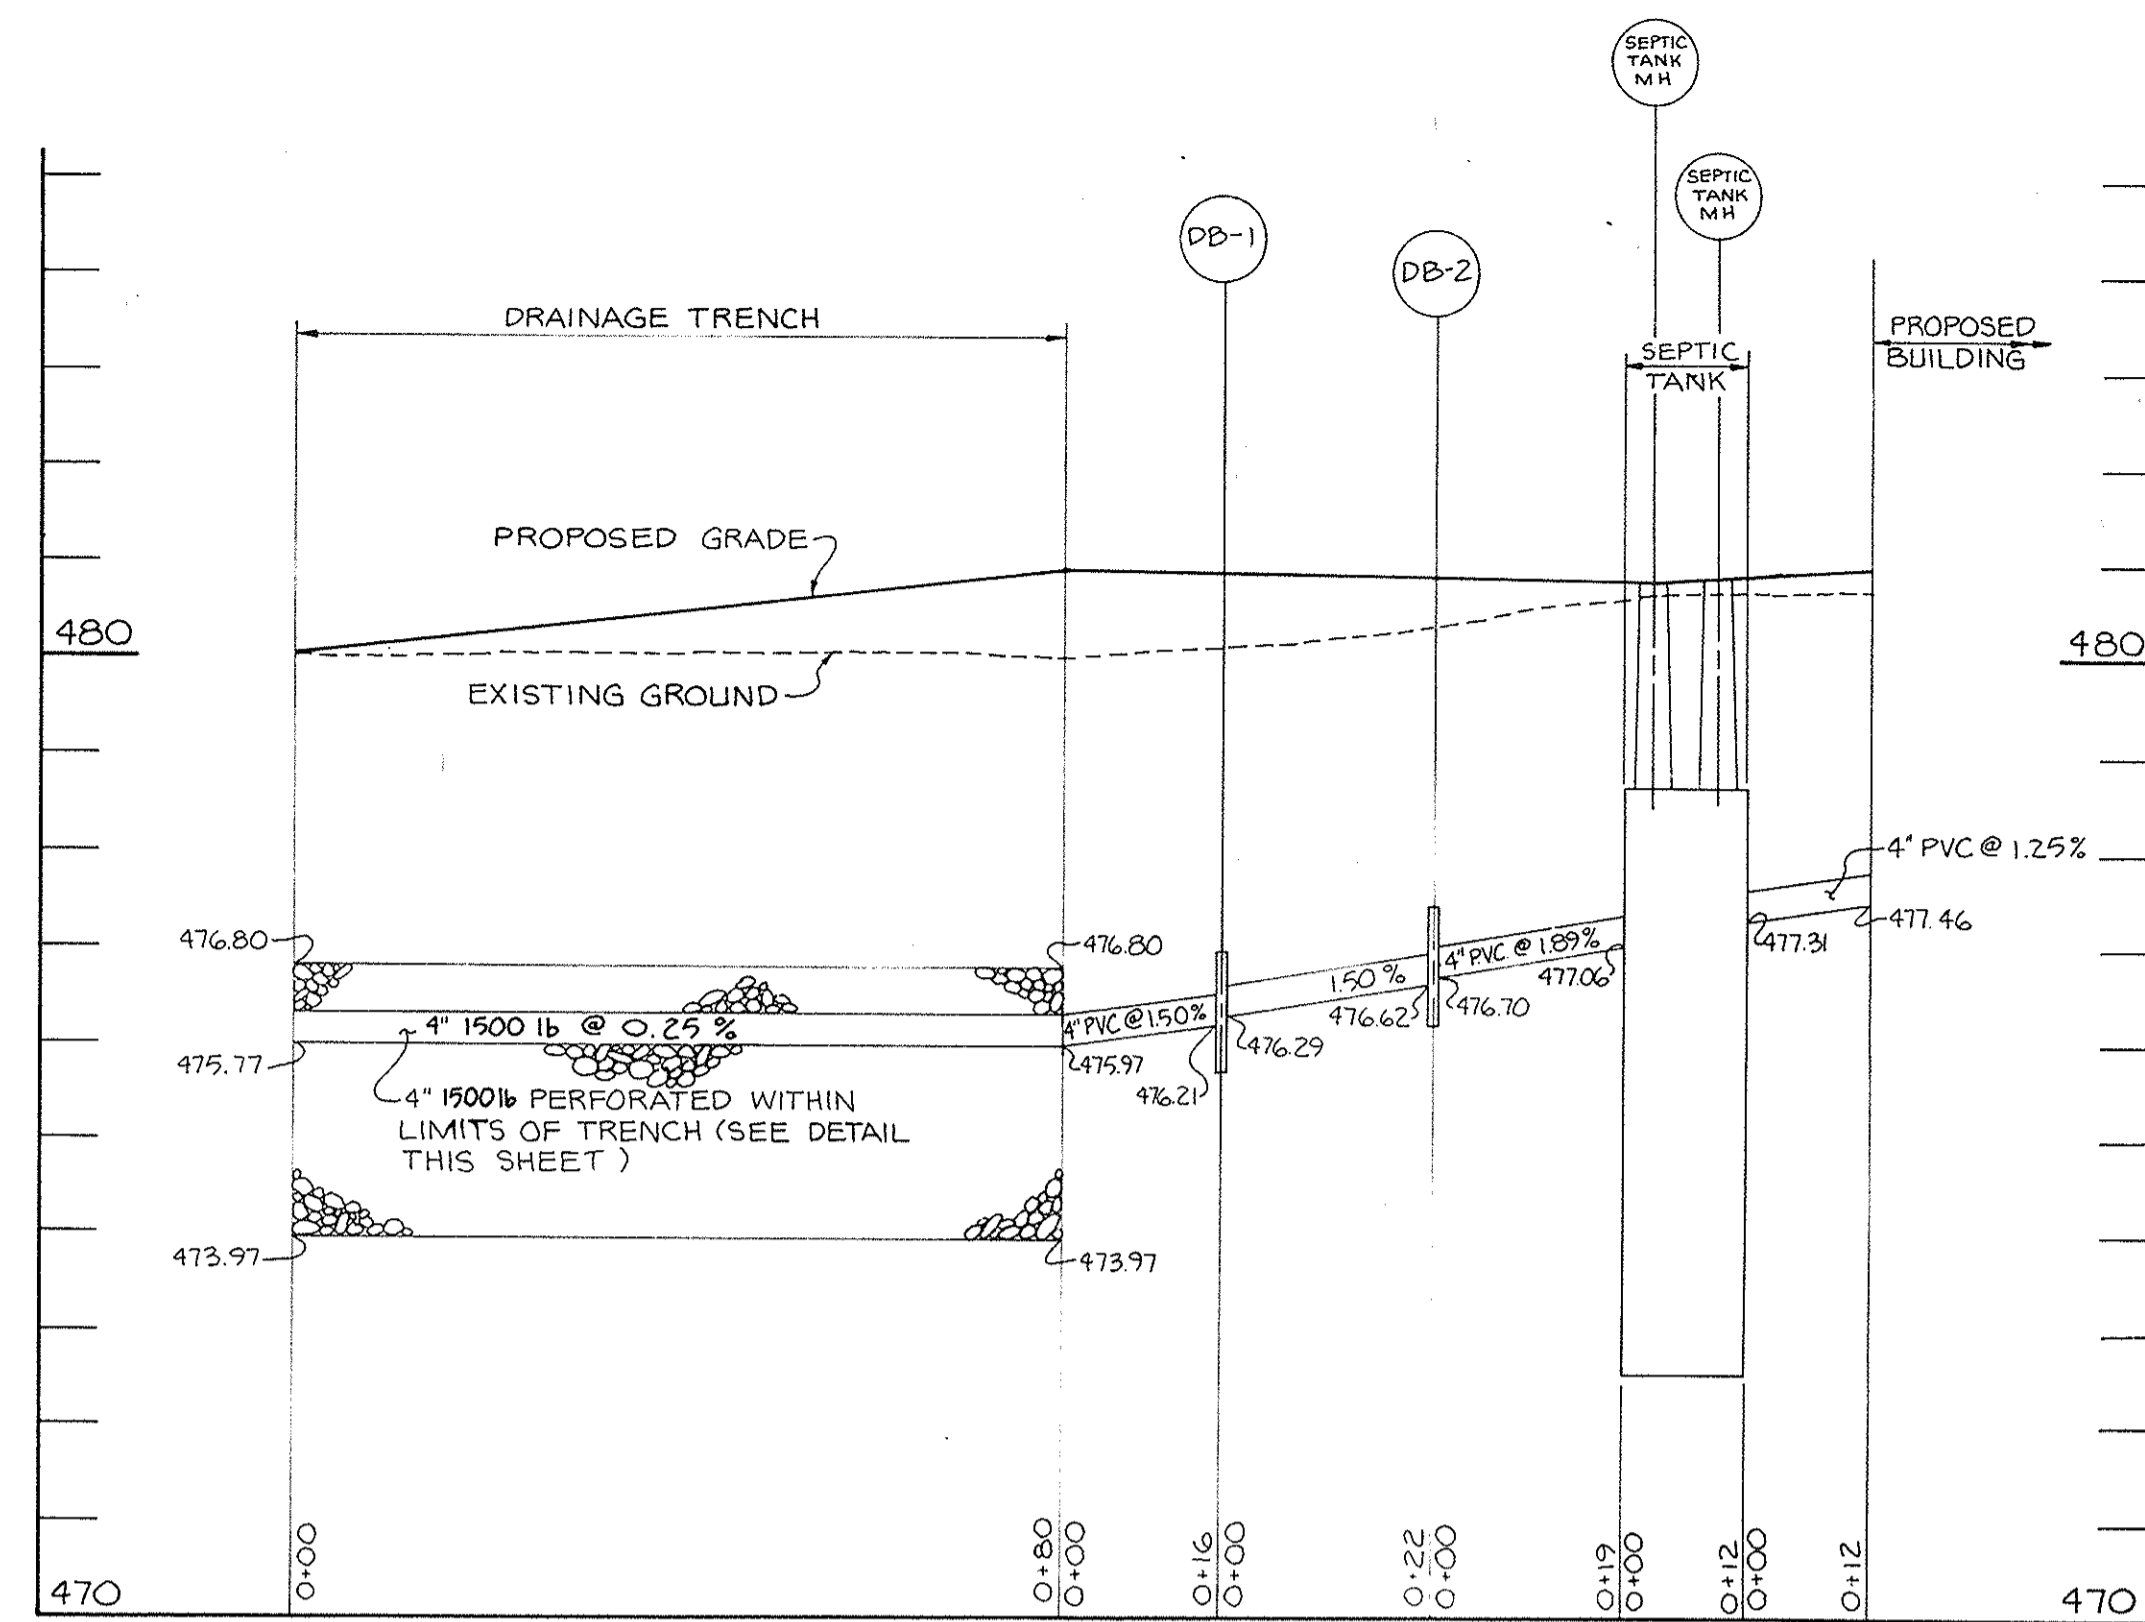 SEPTIC
TANK
MH
SEPTIC
TANK
MH
DB-1
DB-2
DRAINAGE TRENCH
PROPOSED
BUILDING
SEPTIC
TANK
PROPOSED GRADE
480
480
EXISTING GROUND
4" PVC @ 1.25%
476.80
476.80
477.46
477.31
4" PVC @ 1.89%
477.06
1.50%
476.62
476.70
4" 1500 lb @ 0.25%
4" PVC @ 1.50%
475.77
475.97
476.29
476.21
4" 1500 lb PERFORATED WITHIN
LIMITS OF TRENCH (SEE DETAIL
THIS SHEET)
473.97
473.97
0+00
0+80
0+00
0+16
0+00
0+22
0+00
0+19
0+00
0+12
0+00
0+12
470
470